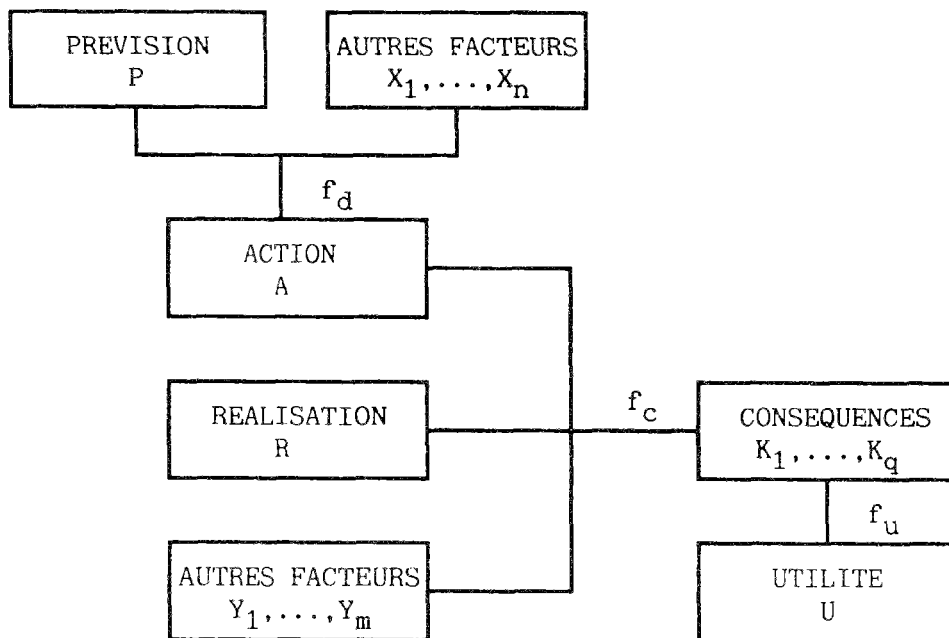 PREVISION
P
AUTRES FACTEURS
X1,...,Xn
fd
ACTION
A
REALISATION
R
fc
CONSEQUENCES
K1,...,Kq
fu
AUTRES FACTEURS
Y1,...,Ym
UTILITE
U